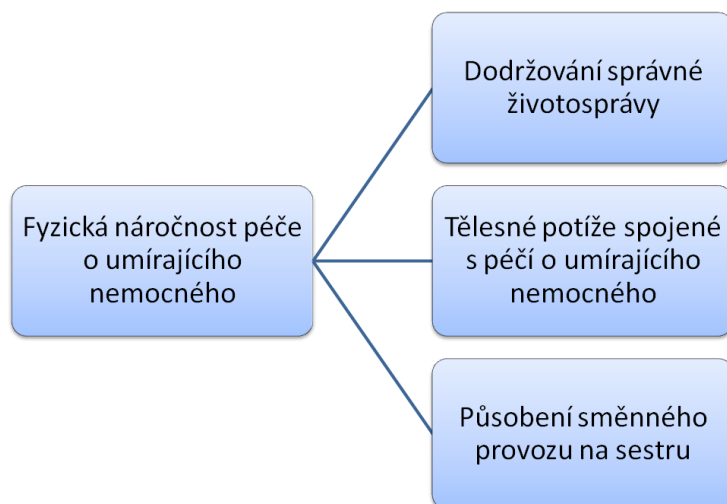 Dodržování správné
životosprávy
Fyzická náročnost péče
o umírajícího
nemocného
Tělesné potíže spojené
s péčí o umírajícího
nemocného
Působení směnného
provozu na sestru